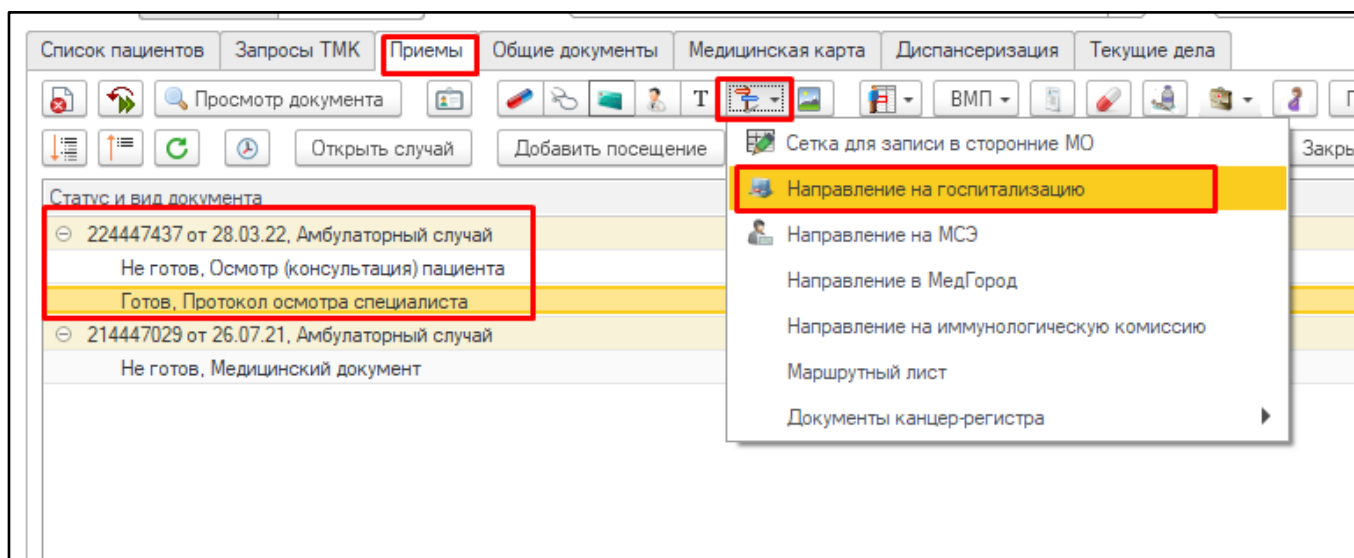 Список пациентов Запросы ТМК Приемы Общие документы Медицинская карта Диспансеризация Текущие дела
Просмотр документа Т ВМП
Открыть случай Добавить посещение
Сетка для записи в сторонние МО
Статус и вид документа
Направление на госпитализацию
224447437 от 28.03.22, Амбулаторный случай
Направление на МСЭ
Не готов, Осмотр (консультация) пациента
Направление в МедГород
Готов, Протокол осмотра специалиста
Направление на иммунологическую комиссию
214447029 от 26.07.21, Амбулаторный случай
Не готов, Медицинский документ
Маршрутный лист
Документы канцер-регистра